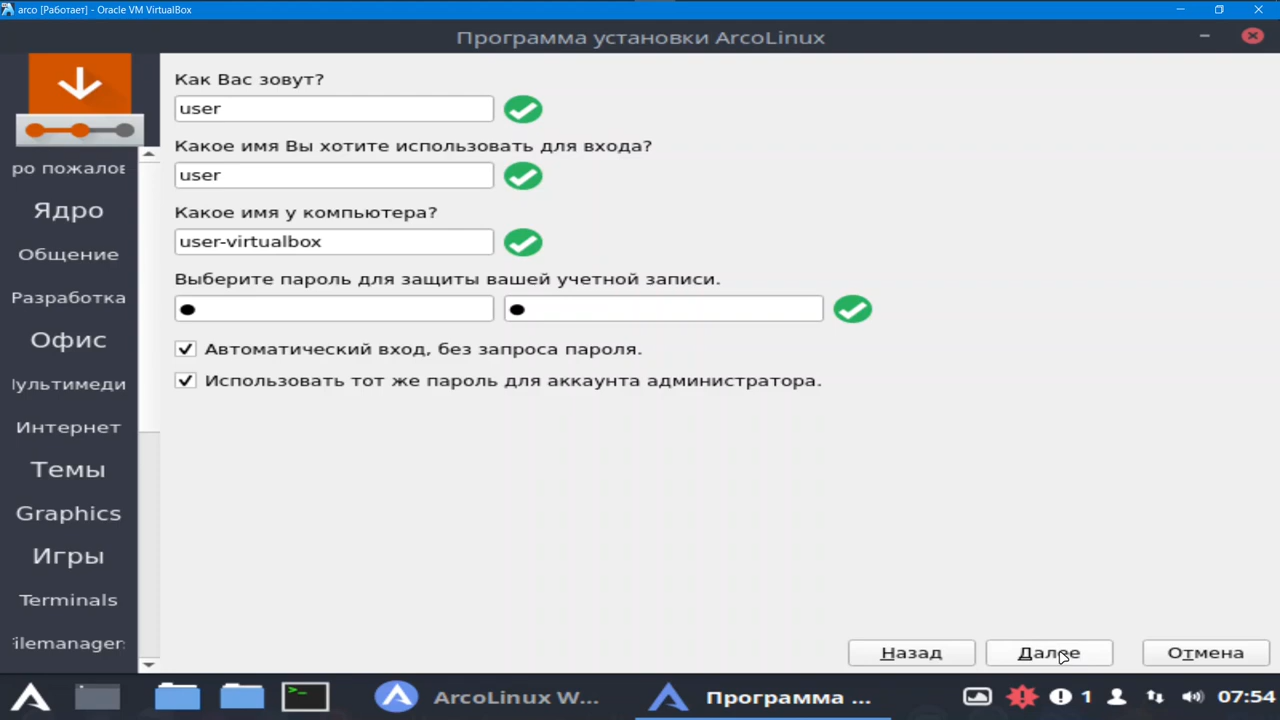 arco [Работает] - Oracle VM VirtualBox
Программа установки ArcoLinux
Как Вас зовут?
user
Какое имя Вы хотите использовать для входа?
user
Какое имя у компьютера?
user-virtualbox
Выберите пароль для защиты вашей учетной записи.
Автоматический вход, без запроса пароля.
Использовать тот же пароль для аккаунта администратора.
ро пожалов
Ядро
Общение
Разработка
Офис
ультимеди
Интернет
Темы
Graphics
Игры
Terminals
ilemanager
Назад
Далее
Отмена
ArcoLinux W...
Программа ...
1
07:54